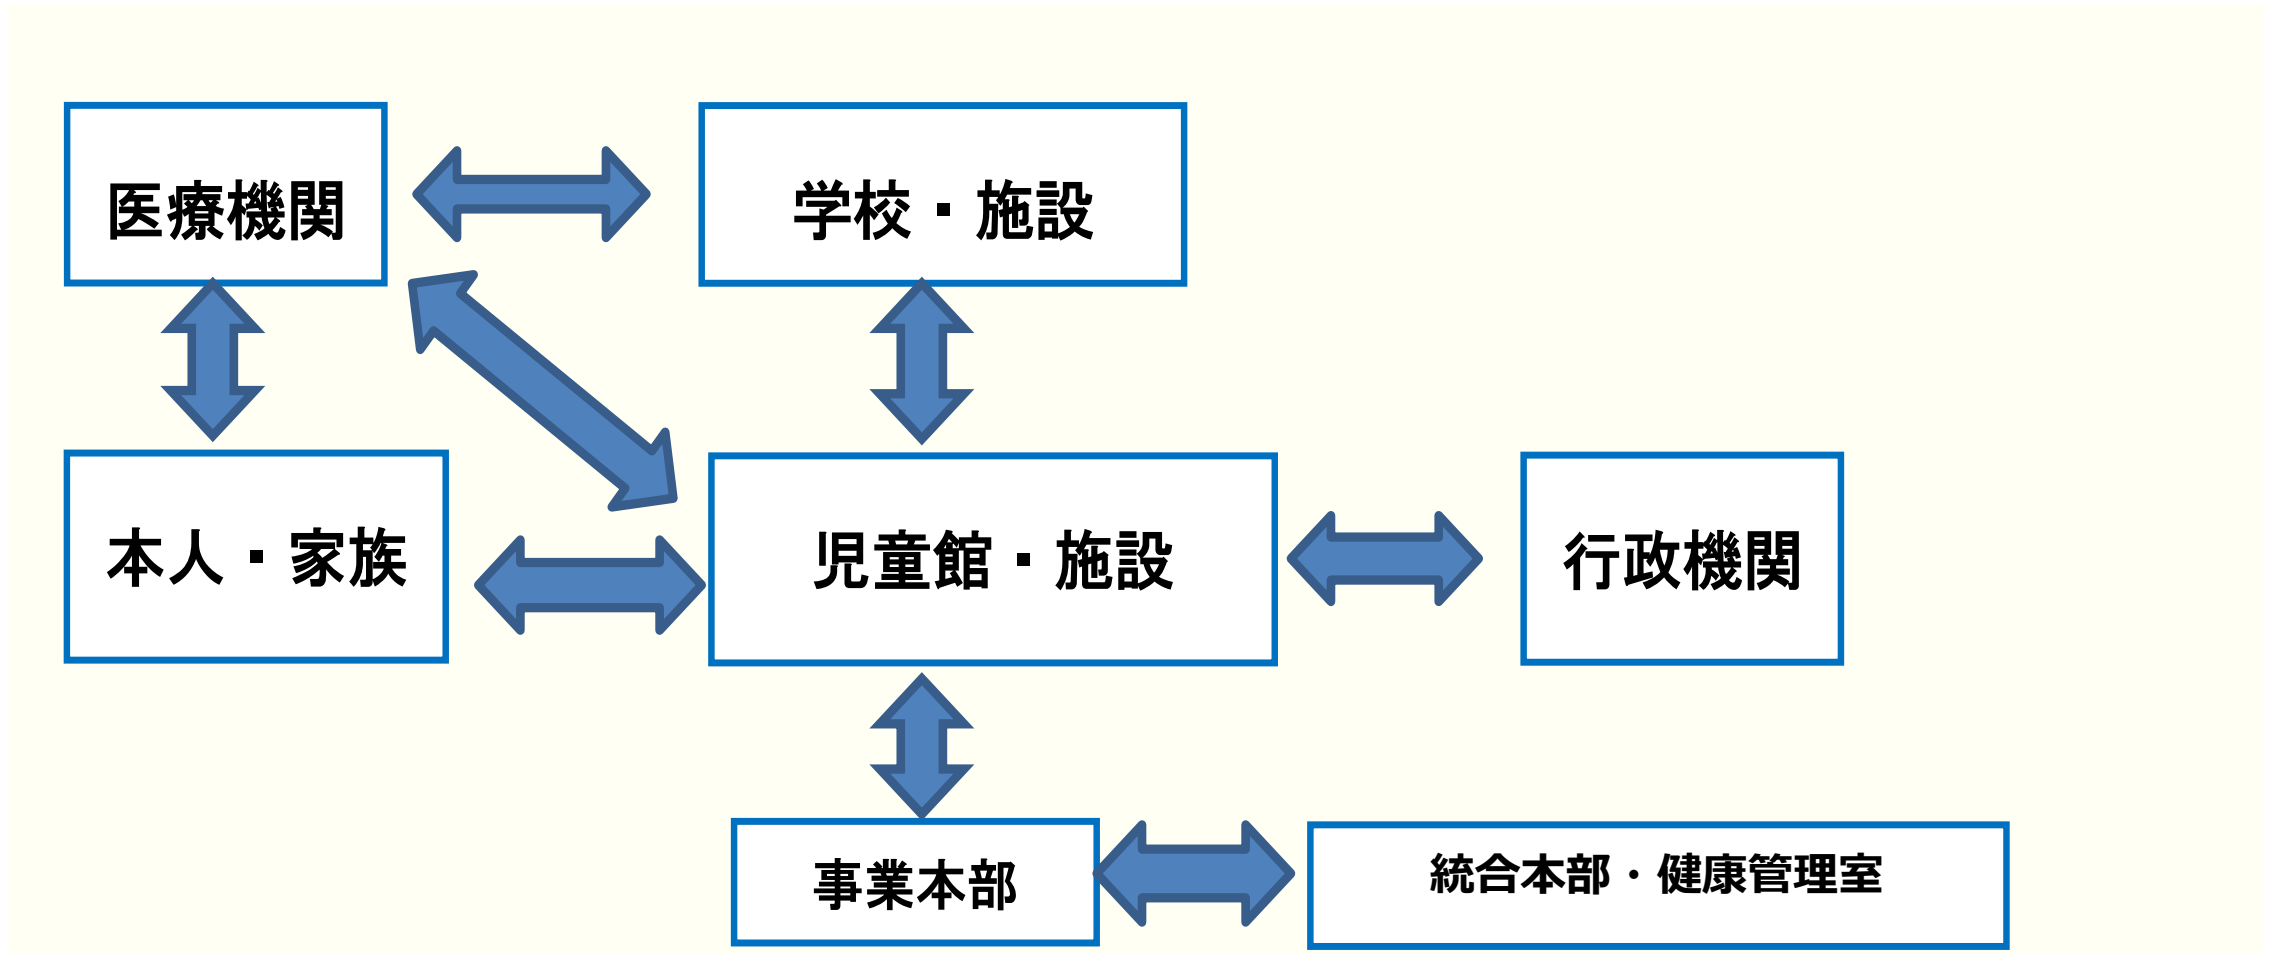 医療機関
学校・施設
本人・家族
児童館・施設
行政機関
事業本部
統合本部・健康管理室